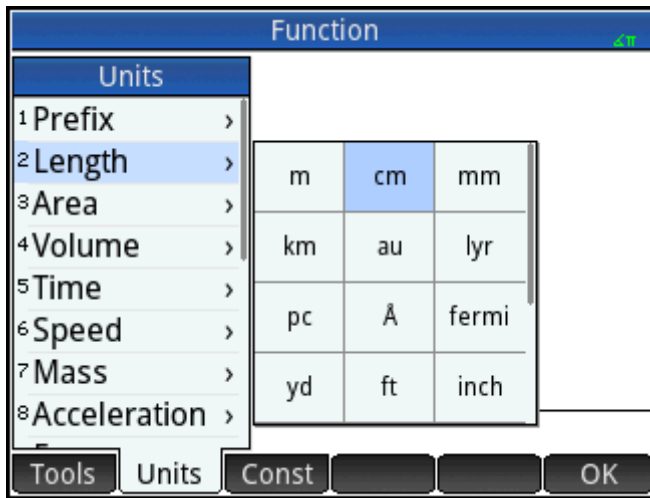 Function
∡π
Units
1 Prefix ›
2 Length ›
3 Area ›
4 Volume ›
5 Time ›
6 Speed ›
7 Mass ›
8 Acceleration ›
m cm mm
km au lyr
pc Å fermi
yd ft inch
Tools Units Const OK